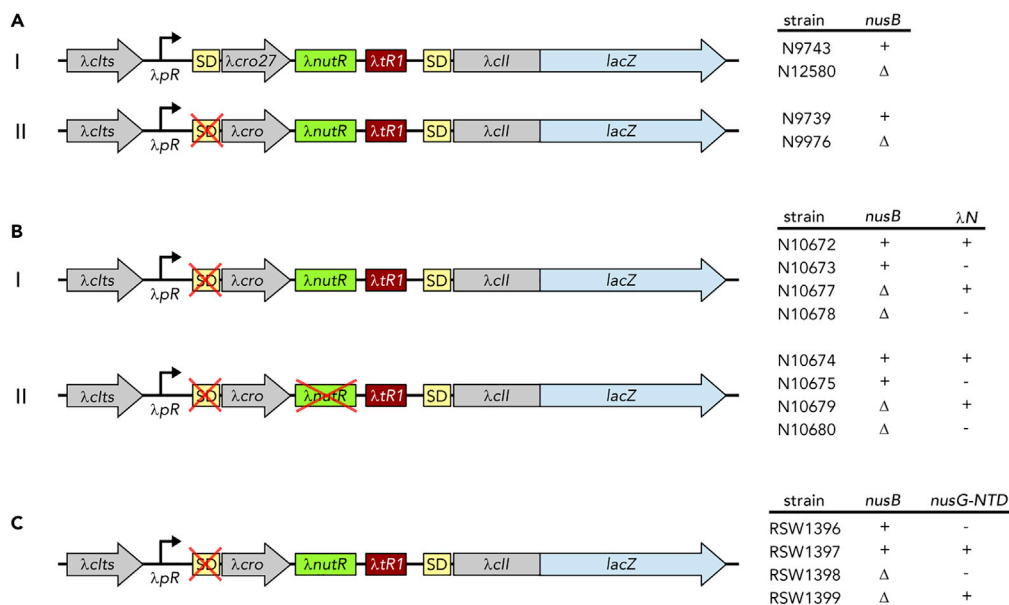 A
strain nusB
I
λcIts λpR SD λcro27 λnutR λtR1 SD λcII lacZ
N9743 +
N12580 Δ
II
λcIts λpR SD λcro λnutR λtR1 SD λcII lacZ
N9739 +
N9976 Δ
B
strain nusB λN
I
λcIts λpR SD λcro λnutR λtR1 SD λcII lacZ
N10672 + +
N10673 + -
N10677 Δ +
N10678 Δ -
II
λcIts λpR SD λcro λnutR λtR1 SD λcII lacZ
N10674 + +
N10675 + -
N10679 Δ +
N10680 Δ -
C
strain nusB nusG-NTD
λcIts λpR SD λcro λnutR λtR1 SD λcII lacZ
RSW1396 + -
RSW1397 + +
RSW1398 Δ -
RSW1399 Δ +